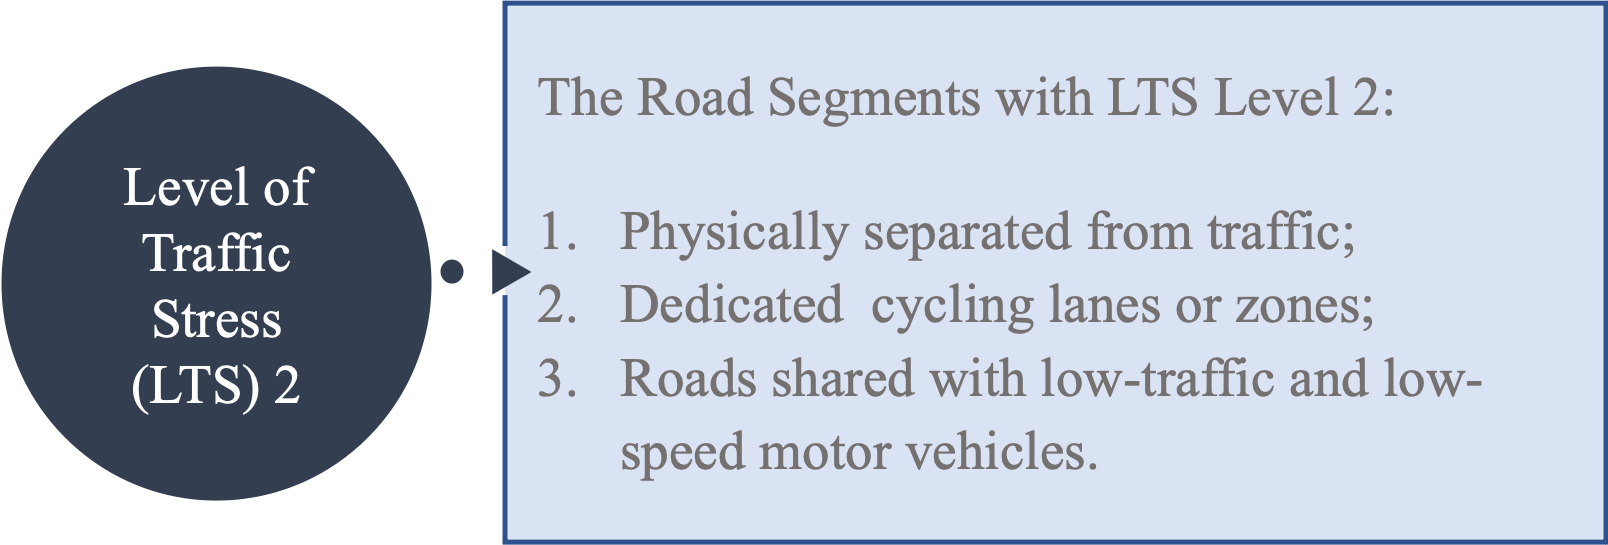 Level of
Traffic
Stress
(LTS) 2
The Road Segments with LTS Level 2:
1. Physically separated from traffic;
2. Dedicated  cycling lanes or zones;
3. Roads shared with low-traffic and low-
speed motor vehicles.